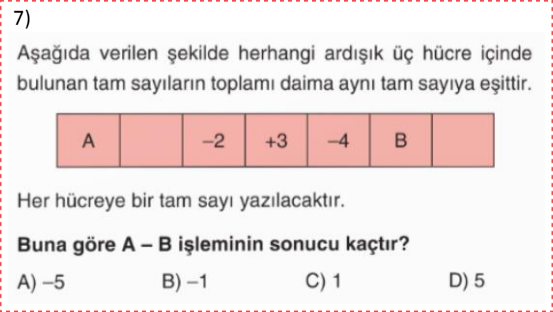 7)
Aşağıda verilen şekilde herhangi ardışık üç hücre içinde
bulunan tam sayıların toplamı daima aynı tam sayıya eşittir.
A –2 +3 –4 B
Her hücreye bir tam sayı yazılacaktır.
Buna göre A – B işleminin sonucu kaçtır?
A) –5 B) –1 C) 1 D) 5